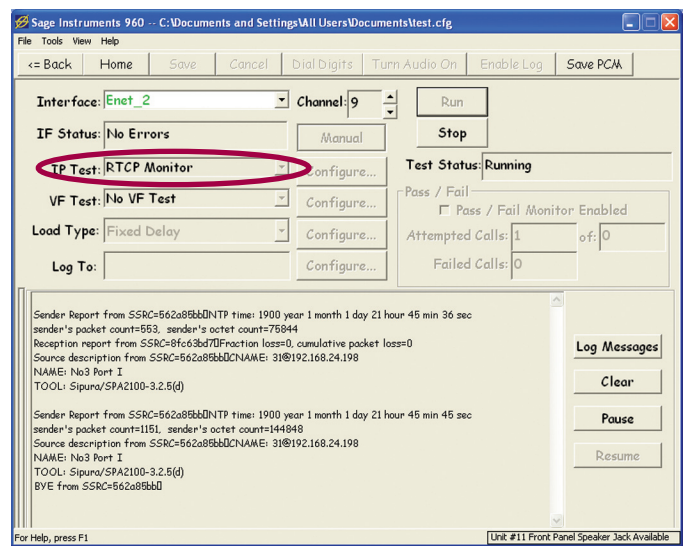 Sage Instruments 960 -- C:\Documents and Settings\All Users\Documents\test.cfg
File Tools View Help
<= Back Home Save Cancel Dial Digits Turn Audio On Enable Log Save PCM
Interface: Enet_2 Channel: 9 Run
IF Status: No Errors Manual Stop
IP Test: RTCP Monitor Configure... Test Status: Running
VF Test: No VF Test Configure... Pass / Fail
Pass / Fail Monitor Enabled
Load Type: Fixed Delay Configure... Attempted Calls: 1 of: 0
Log To: Configure... Failed Calls: 0
Sender Report from SSRC=562a85bb▯NTP time: 1900 year 1 month 1 day 21 hour 45 min 36 sec
sender's packet count=553, sender's octet count=75844
Reception report from SSRC=8fc63bd7▯Fraction loss=0, cumulative packet loss=0
Source description from SSRC=562a85bb▯CNAME: 31@192.168.24.198
NAME: No3 Port I
TOOL: Sipura/SPA2100-3.2.5(d)
Sender Report from SSRC=562a85bb▯NTP time: 1900 year 1 month 1 day 21 hour 45 min 45 sec
sender's packet count=1151, sender's octet count=144848
Source description from SSRC=562a85bb▯CNAME: 31@192.168.24.198
NAME: No3 Port I
TOOL: Sipura/SPA2100-3.2.5(d)
BYE from SSRC=562a85bb▯
Log Messages
Clear
Pause
Resume
For Help, press F1 Unit #11 Front Panel Speaker Jack Available